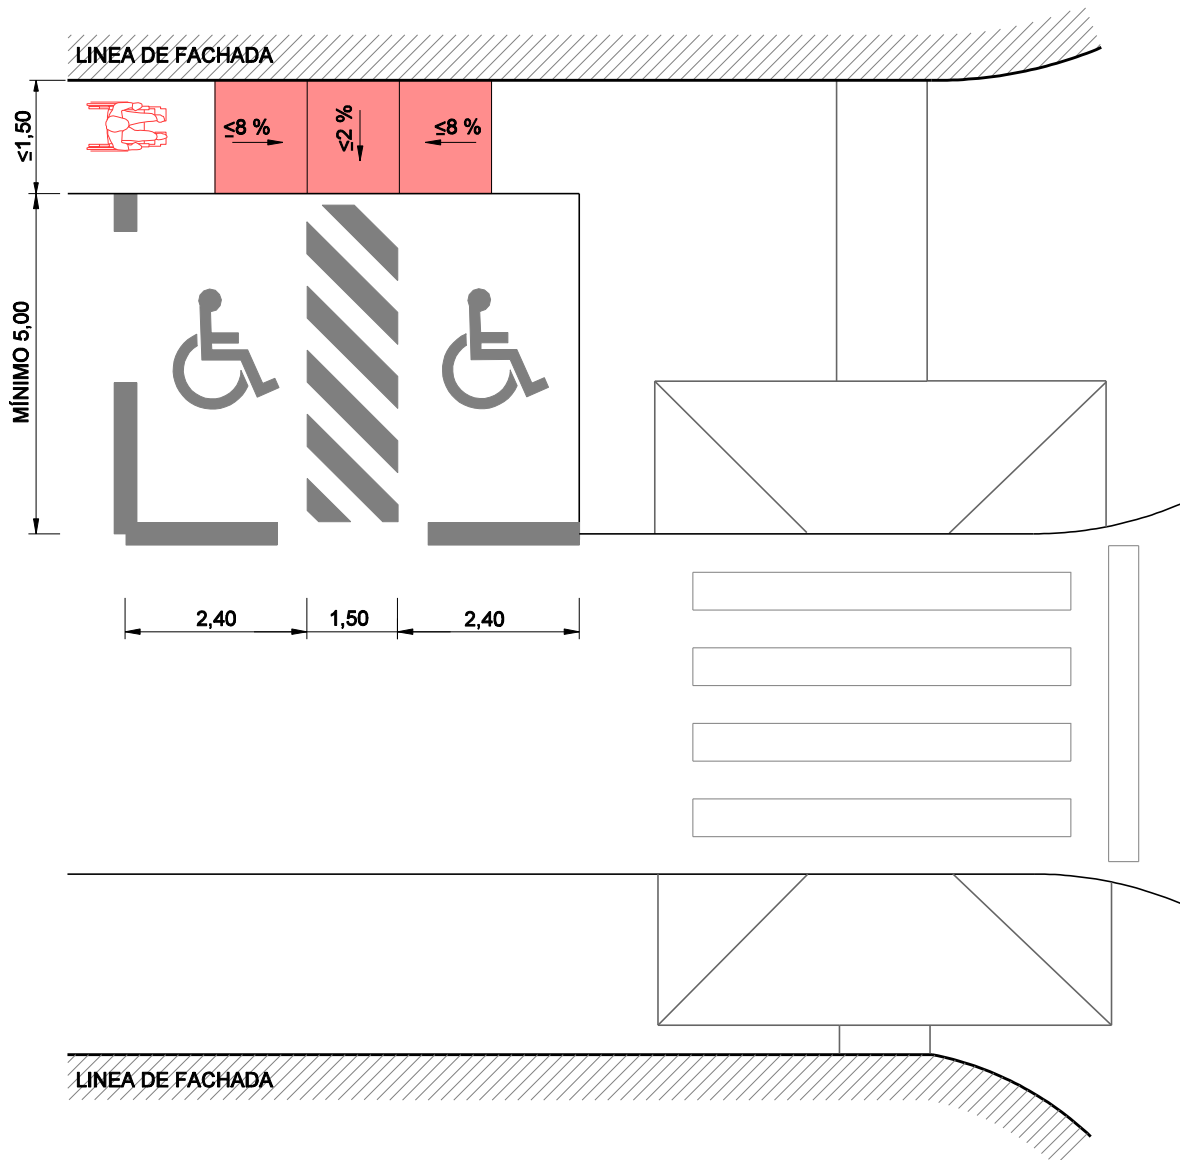 LINEA DE FACHADA
≤1,50
≤8 %
≤2 %
≤8 %
MÍNIMO 5,00
2,40
1,50
2,40
LINEA DE FACHADA